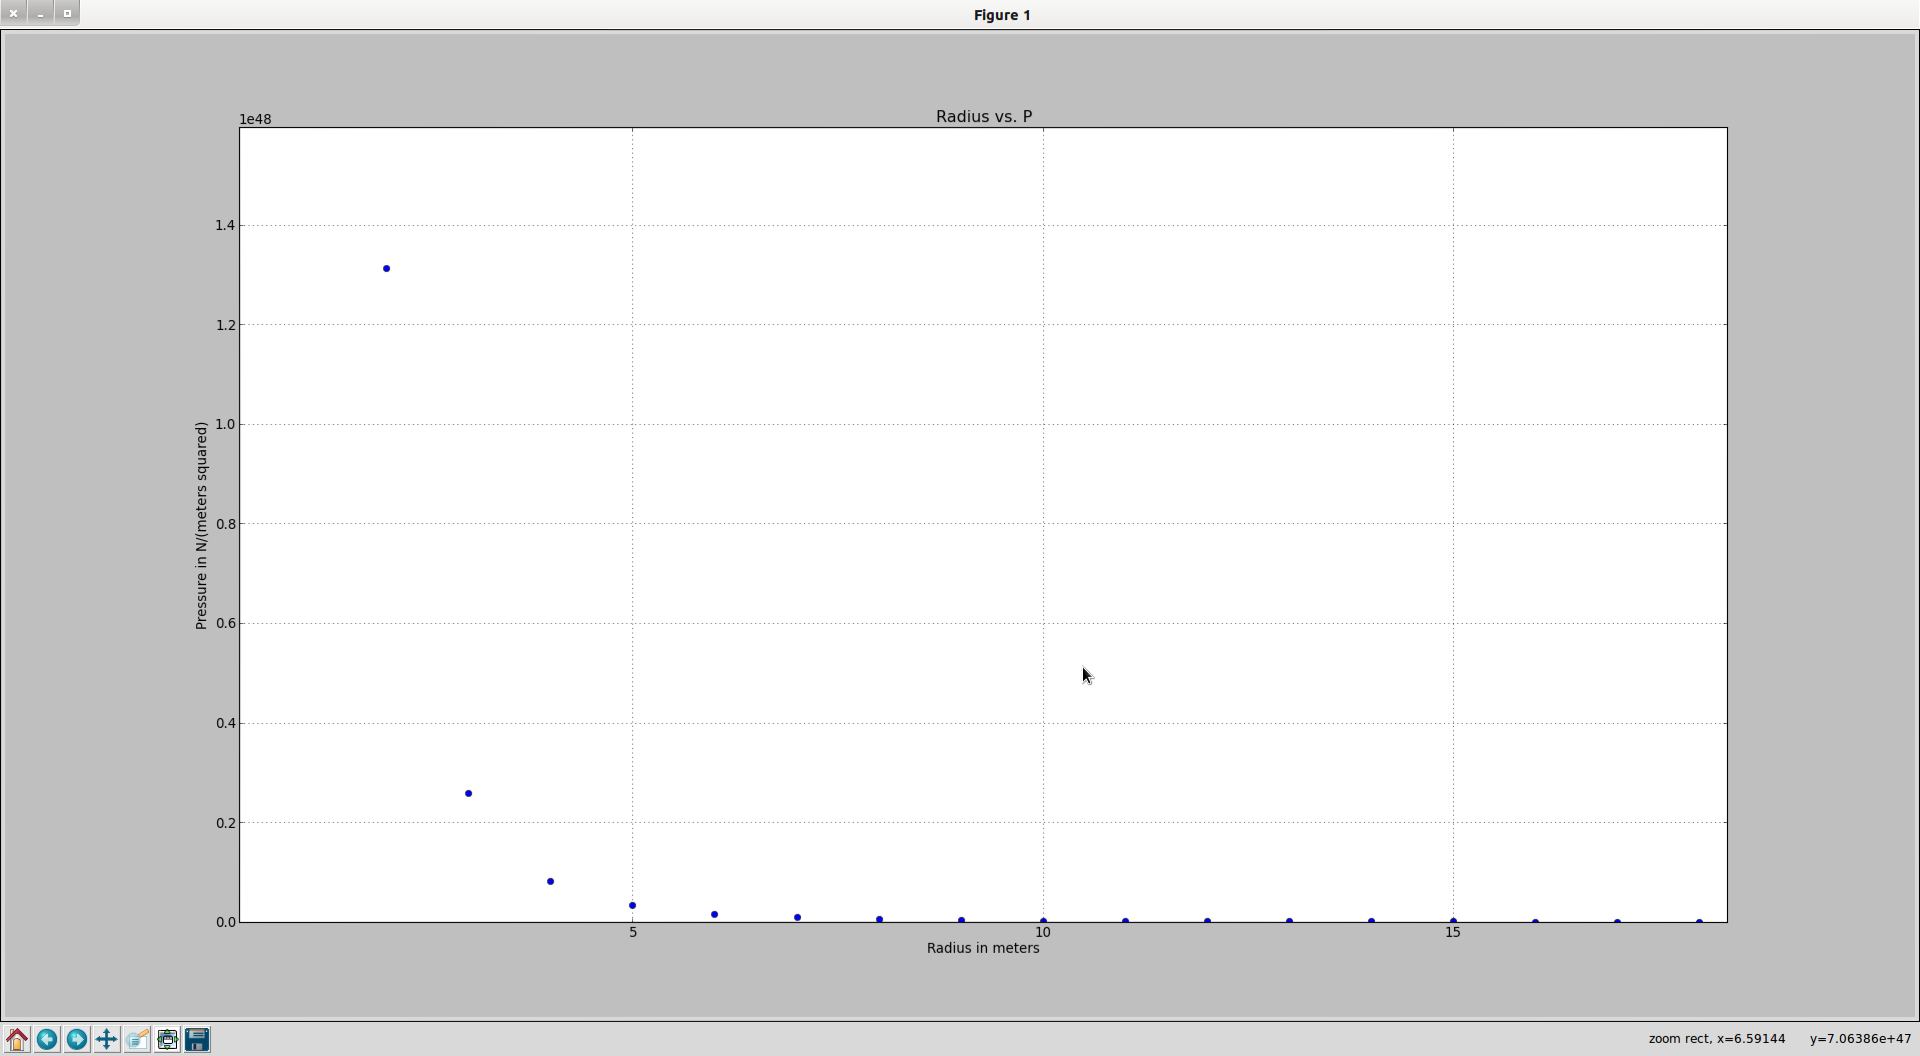 Figure 1
Radius vs. P
1e48
1.4
1.2
1.0
0.8
0.6
0.4
0.2
0.0
Pressure in N/(meters squared)
5 10 15
Radius in meters
zoom rect, x=6.59144 y=7.06386e+47